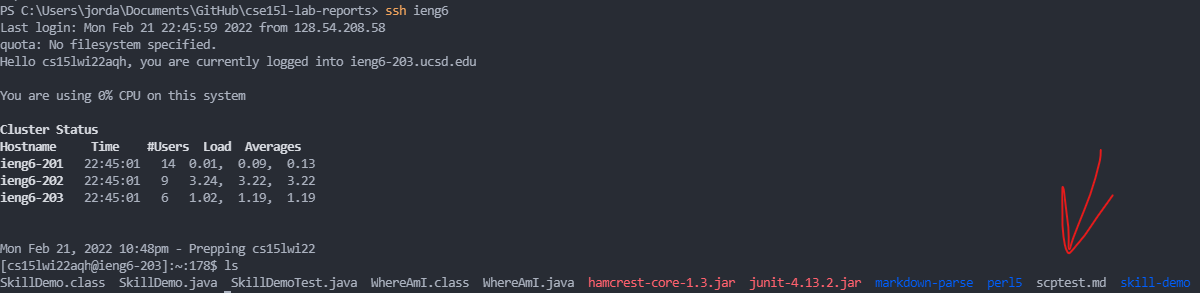 PS C:\Users\jorda\Documents\GitHub\cse15l-lab-reports> ssh ieng6
Last login: Mon Feb 21 22:45:59 2022 from 128.54.208.58
quota: No filesystem specified.
Hello cs15lwi22aqh, you are currently logged into ieng6-203.ucsd.edu
You are using 0% CPU on this system
Cluster Status
Hostname     Time    #Users  Load  Averages
ieng6-201   22:45:01   14  0.01,  0.09,  0.13
ieng6-202   22:45:01   9   3.24,  3.22,  3.22
ieng6-203   22:45:01   6   1.02,  1.19,  1.19
Mon Feb 21, 2022 10:48pm - Prepping cs15lwi22
[cs15lwi22aqh@ieng6-203]:~:178$ ls
SkillDemo.class  SkillDemo.java  SkillDemoTest.java  WhereAmI.class  WhereAmI.java  hamcrest-core-1.3.jar  junit-4.13.2.jar  markdown-parse  perl5  scptest.md  skill-demo